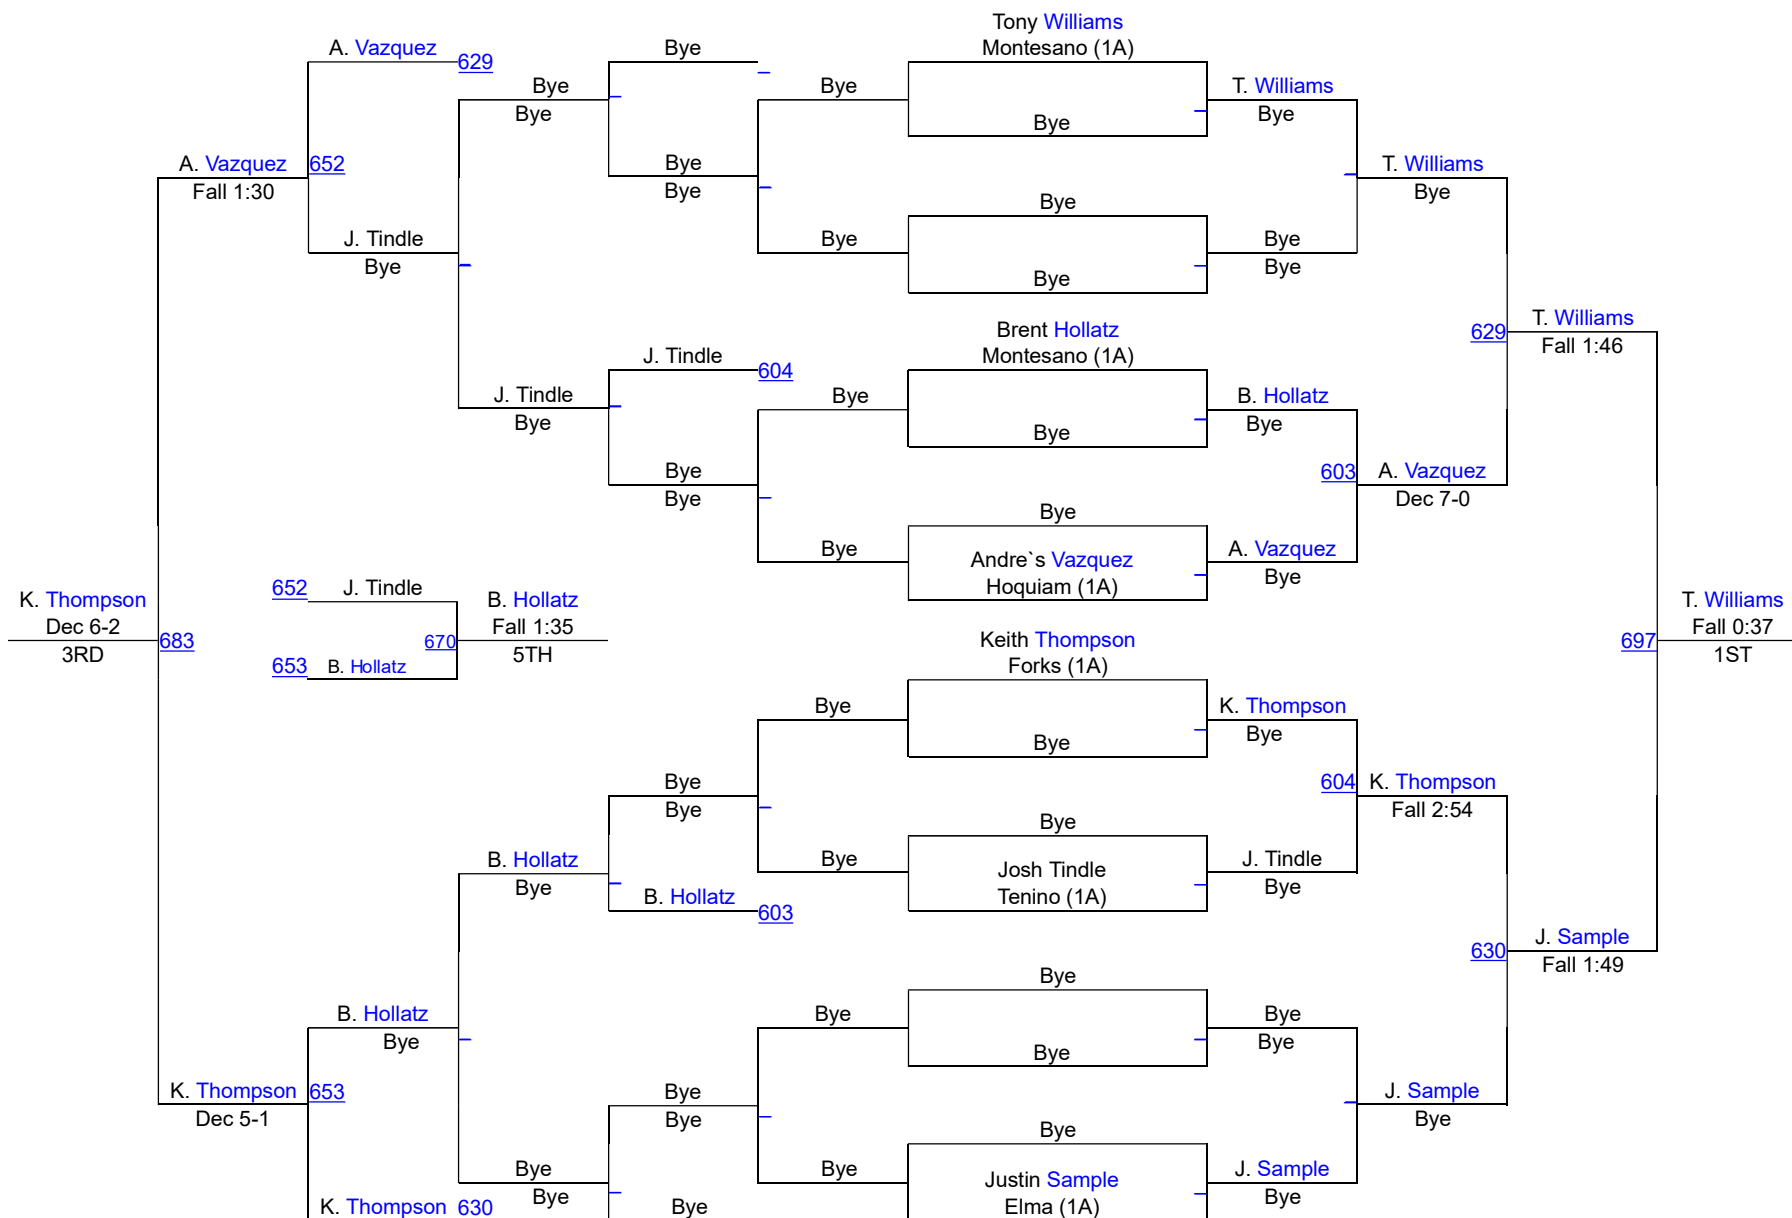 Tony Williams
A. Vazquez
Bye
Montesano (1A)
629
Bye
Bye
T. Williams
Bye
Bye
Bye
A. Vazquez
652
Bye
T. Williams
Fall 1:30
Bye
Bye
Bye
J. Tindle
Bye
Bye
Bye
Bye
Bye
Brent Hollatz
T. Williams
J. Tindle
Montesano (1A)
629
Fall 1:46
604
J. Tindle
Bye
B. Hollatz
Bye
Bye
Bye
Bye
603
A. Vazquez
Bye
Dec 7-0
Bye
Bye
A. Vazquez
Andre`s Vazquez
Bye
Hoquiam (1A)
652
J. Tindle
K. Thompson
B. Hollatz
T. Williams
Dec 6-2
Fall 1:35
Fall 0:37
683
670
Keith Thompson
697
3RD
5TH
1ST
653
B. Hollatz
Forks (1A)
Bye
K. Thompson
Bye
Bye
Bye
604
K. Thompson
Bye
Fall 2:54
Bye
B. Hollatz
Bye
J. Tindle
Bye
Josh Tindle
Bye
B. Hollatz
603
Tenino (1A)
630
J. Sample
Fall 1:49
Bye
B. Hollatz
Bye
Bye
Bye
Bye
Bye
K. Thompson
653
Bye
J. Sample
Dec 5-1
Bye
Bye
Bye
Bye
Bye
J. Sample
Bye
Justin Sample
Bye
K. Thompson
630
Bye
Elma (1A)